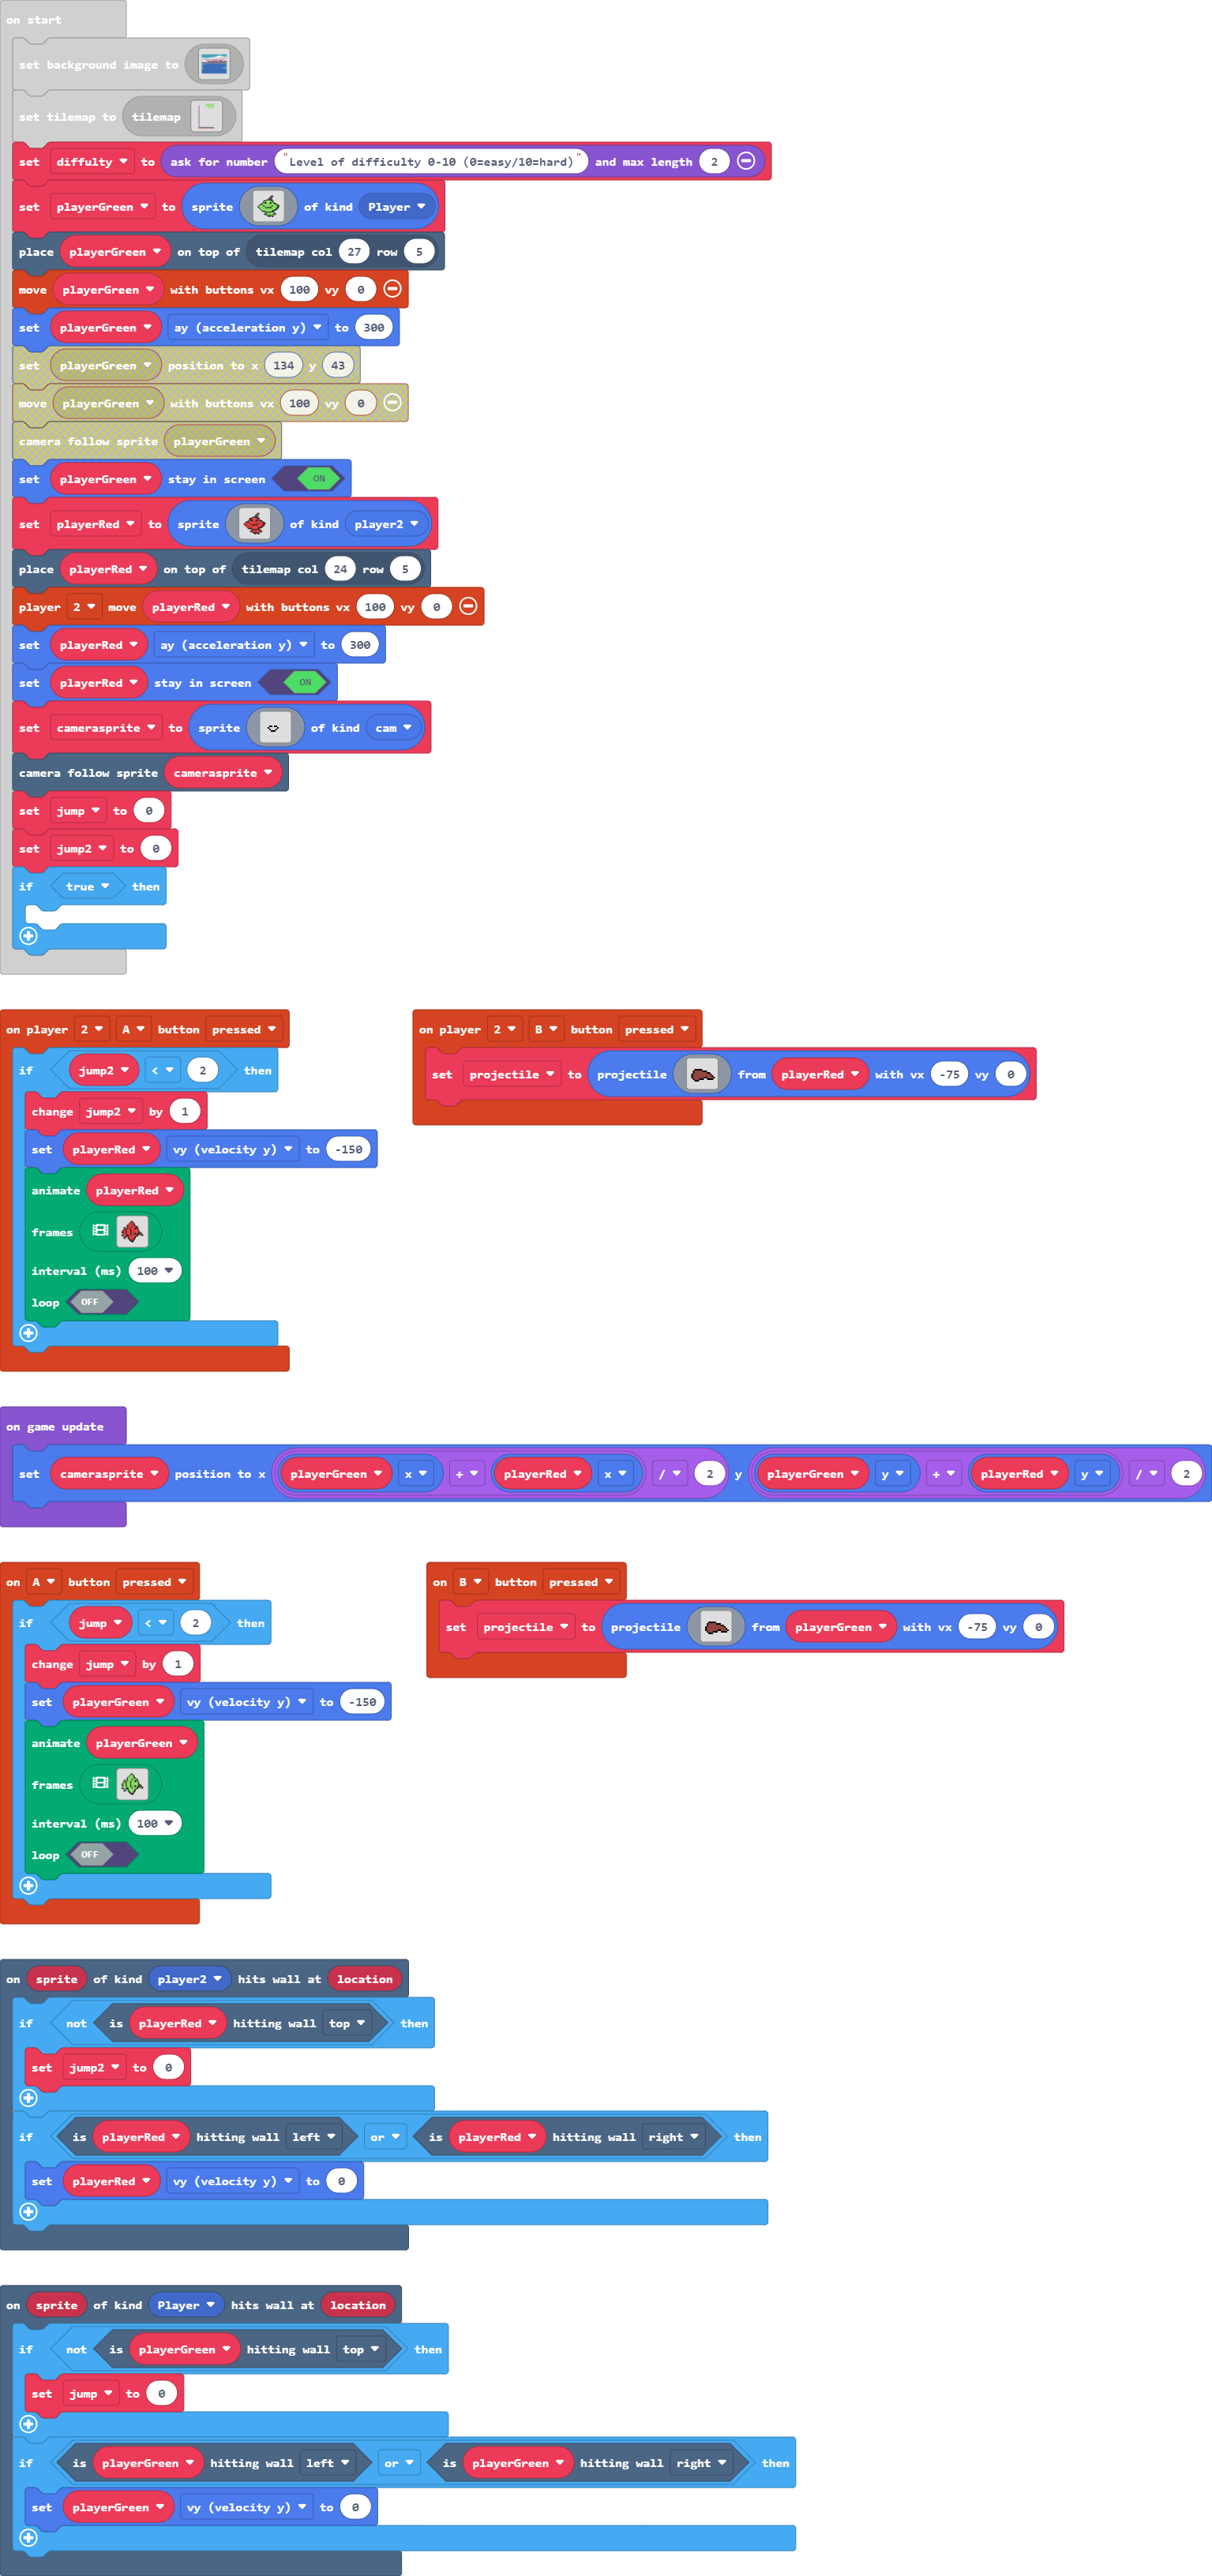 on start
set background image to
set tilemap to tilemap
set diffulty to ask for number "Level of difficulty 0-10 (0=easy/10=hard)" and max length 2
set playerGreen to sprite of kind Player
place playerGreen on top of tilemap col 27 row 5
move playerGreen with buttons vx 100 vy 0
set playerGreen ay (acceleration y) to 300
set playerGreen position to x 134 y 43
move playerGreen with buttons vx 100 vy 0
camera follow sprite playerGreen
set playerGreen stay in screen ON
set playerRed to sprite of kind player2
place playerRed on top of tilemap col 24 row 5
player 2 move playerRed with buttons vx 100 vy 0
set playerRed ay (acceleration y) to 300
set playerRed stay in screen ON
set camerasprite to sprite of kind cam
camera follow sprite camerasprite
set jump to 0
set jump2 to 0
if true then
on player 2 A button pressed
if jump2 < 2 then
change jump2 by 1
set playerRed vy (velocity y) to -150
animate playerRed
frames
interval (ms) 100
loop OFF
on player 2 B button pressed
set projectile to projectile from playerRed with vx -75 vy 0
on game update
set camerasprite position to x playerGreen x + playerRed x / 2 y playerGreen y + playerRed y / 2
on A button pressed
if jump < 2 then
change jump by 1
set playerGreen vy (velocity y) to -150
animate playerGreen
frames
interval (ms) 100
loop OFF
on B button pressed
set projectile to projectile from playerGreen with vx -75 vy 0
on sprite of kind player2 hits wall at location
if not is playerRed hitting wall top then
set jump2 to 0
if is playerRed hitting wall left or is playerRed hitting wall right then
set playerRed vy (velocity y) to 0
on sprite of kind Player hits wall at location
if not is playerGreen hitting wall top then
set jump to 0
if is playerGreen hitting wall left or is playerGreen hitting wall right then
set playerGreen vy (velocity y) to 0